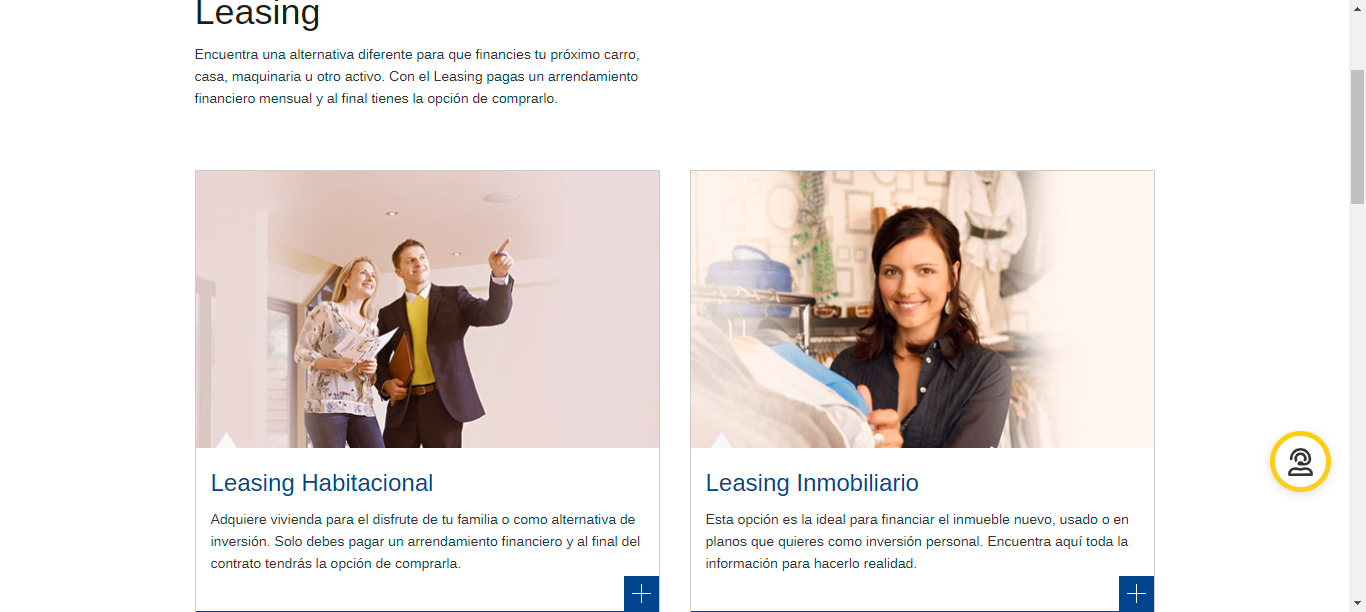 Leasing
Encuentra una alternativa diferente para que financies tu próximo carro,
casa, maquinaria u otro activo. Con el Leasing pagas un arrendamiento
financiero mensual y al final tienes la opción de comprarlo.
Leasing Habitacional
Adquiere vivienda para el disfrute de tu familia o como alternativa de
inversión. Solo debes pagar un arrendamiento financiero y al final del
contrato tendrás la opción de comprarla.
Leasing Inmobiliario
Esta opción es la ideal para financiar el inmueble nuevo, usado o en
planos que quieres como inversión personal. Encuentra aquí toda la
información para hacerlo realidad.